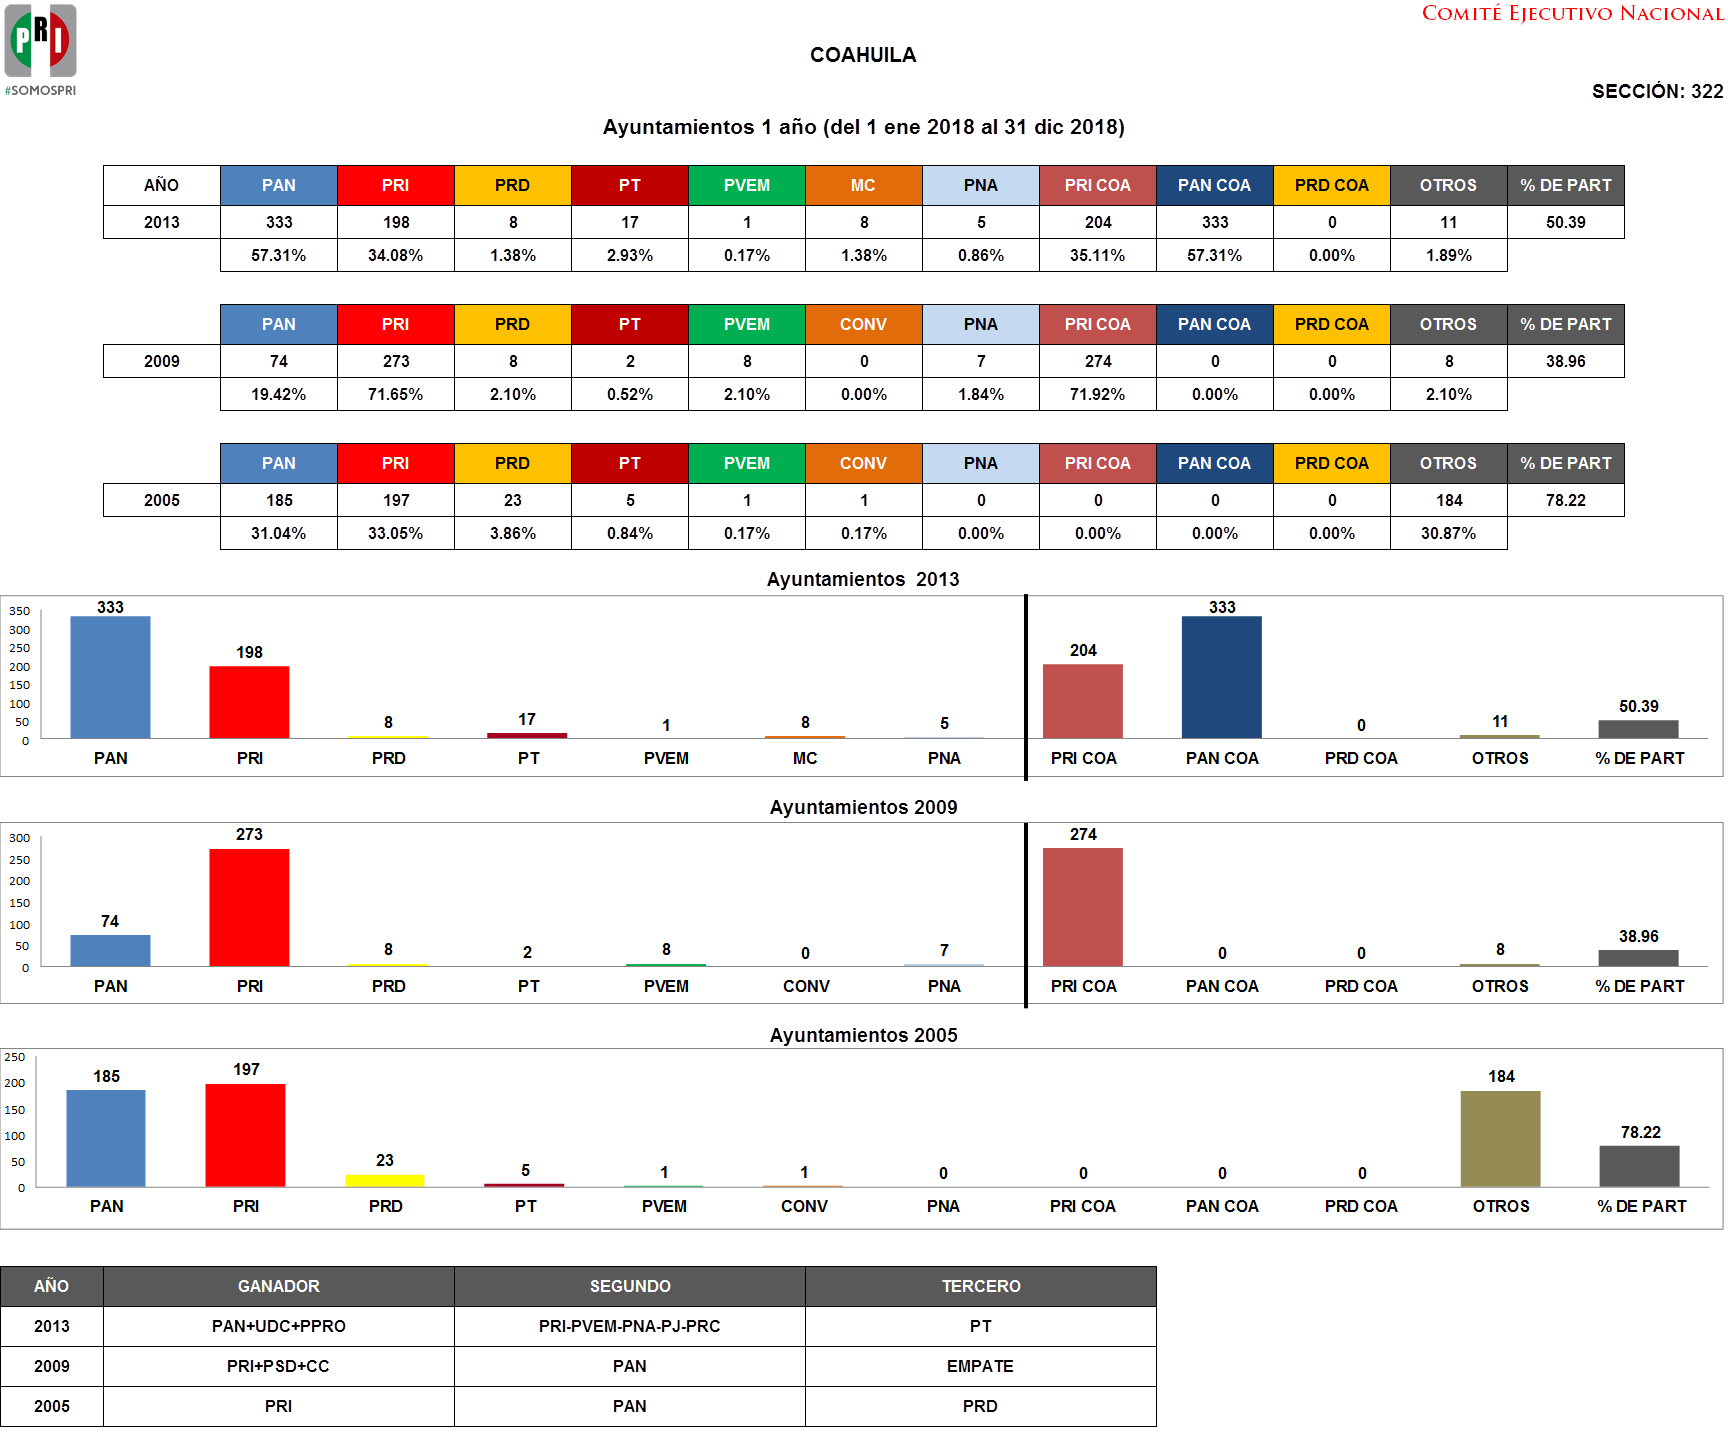 PRI
#SOMOSPRI
COMITÉ EJECUTIVO NACIONAL
COAHUILA
SECCIÓN: 322
Ayuntamientos 1 año (del 1 ene 2018 al 31 dic 2018)
AÑO PAN PRI PRD PT PVEM MC PNA PRI COA PAN COA PRD COA OTROS % DE PART
2013 333 198 8 17 1 8 5 204 333 0 11 50.39
57.31% 34.08% 1.38% 2.93% 0.17% 1.38% 0.86% 35.11% 57.31% 0.00% 1.89%
PAN PRI PRD PT PVEM CONV PNA PRI COA PAN COA PRD COA OTROS % DE PART
2009 74 273 8 2 8 0 7 274 0 0 8 38.96
19.42% 71.65% 2.10% 0.52% 2.10% 0.00% 1.84% 71.92% 0.00% 0.00% 2.10%
PAN PRI PRD PT PVEM CONV PNA PRI COA PAN COA PRD COA OTROS % DE PART
2005 185 197 23 5 1 1 0 0 0 0 184 78.22
31.04% 33.05% 3.86% 0.84% 0.17% 0.17% 0.00% 0.00% 0.00% 0.00% 30.87%
Ayuntamientos 2013
350
300
250
200
150
100
50
0
333 198 8 17 1 8 5 204 333 0 11 50.39
PAN PRI PRD PT PVEM MC PNA PRI COA PAN COA PRD COA OTROS % DE PART
Ayuntamientos 2009
300
250
200
150
100
50
0
74 273 8 2 8 0 7 274 0 0 8 38.96
PAN PRI PRD PT PVEM CONV PNA PRI COA PAN COA PRD COA OTROS % DE PART
Ayuntamientos 2005
250
200
150
100
50
0
185 197 23 5 1 1 0 0 0 0 184 78.22
PAN PRI PRD PT PVEM CONV PNA PRI COA PAN COA PRD COA OTROS % DE PART
AÑO GANADOR SEGUNDO TERCERO
2013 PAN+UDC+PPRO PRI-PVEM-PNA-PJ-PRC PT
2009 PRI+PSD+CC PAN EMPATE
2005 PRI PAN PRD